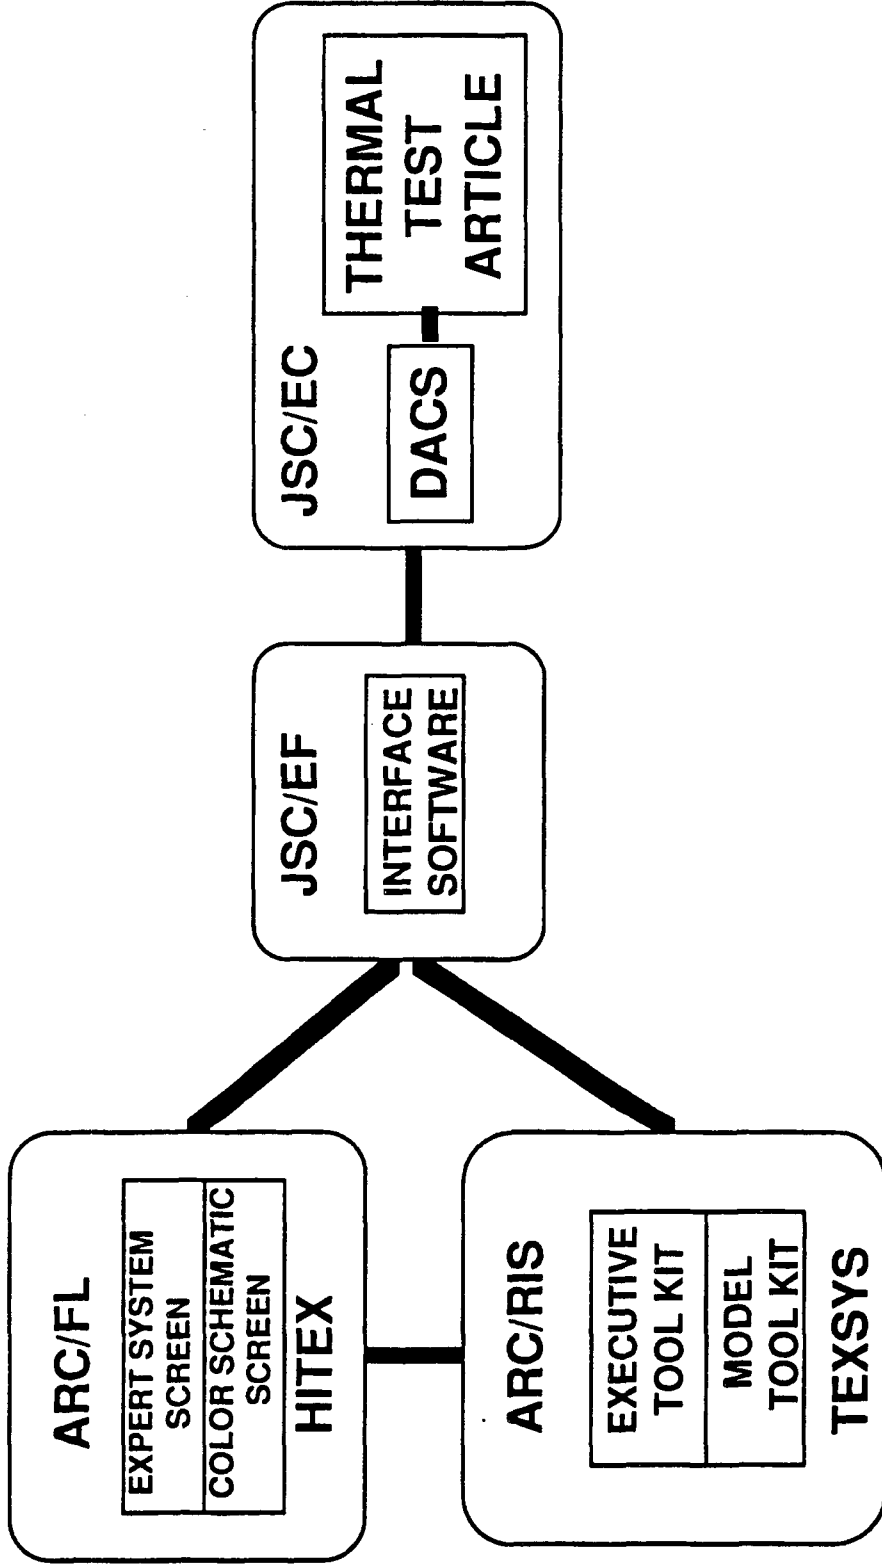 ARC/FL
EXPERT SYSTEM
SCREEN
COLOR SCHEMATIC
SCREEN
HITEX
ARC/RIS
EXECUTIVE
TOOL KIT
MODEL
TOOL KIT
TEXSYS
JSC/EF
INTERFACE
SOFTWARE
JSC/EC
DACS
THERMAL
TEST
ARTICLE